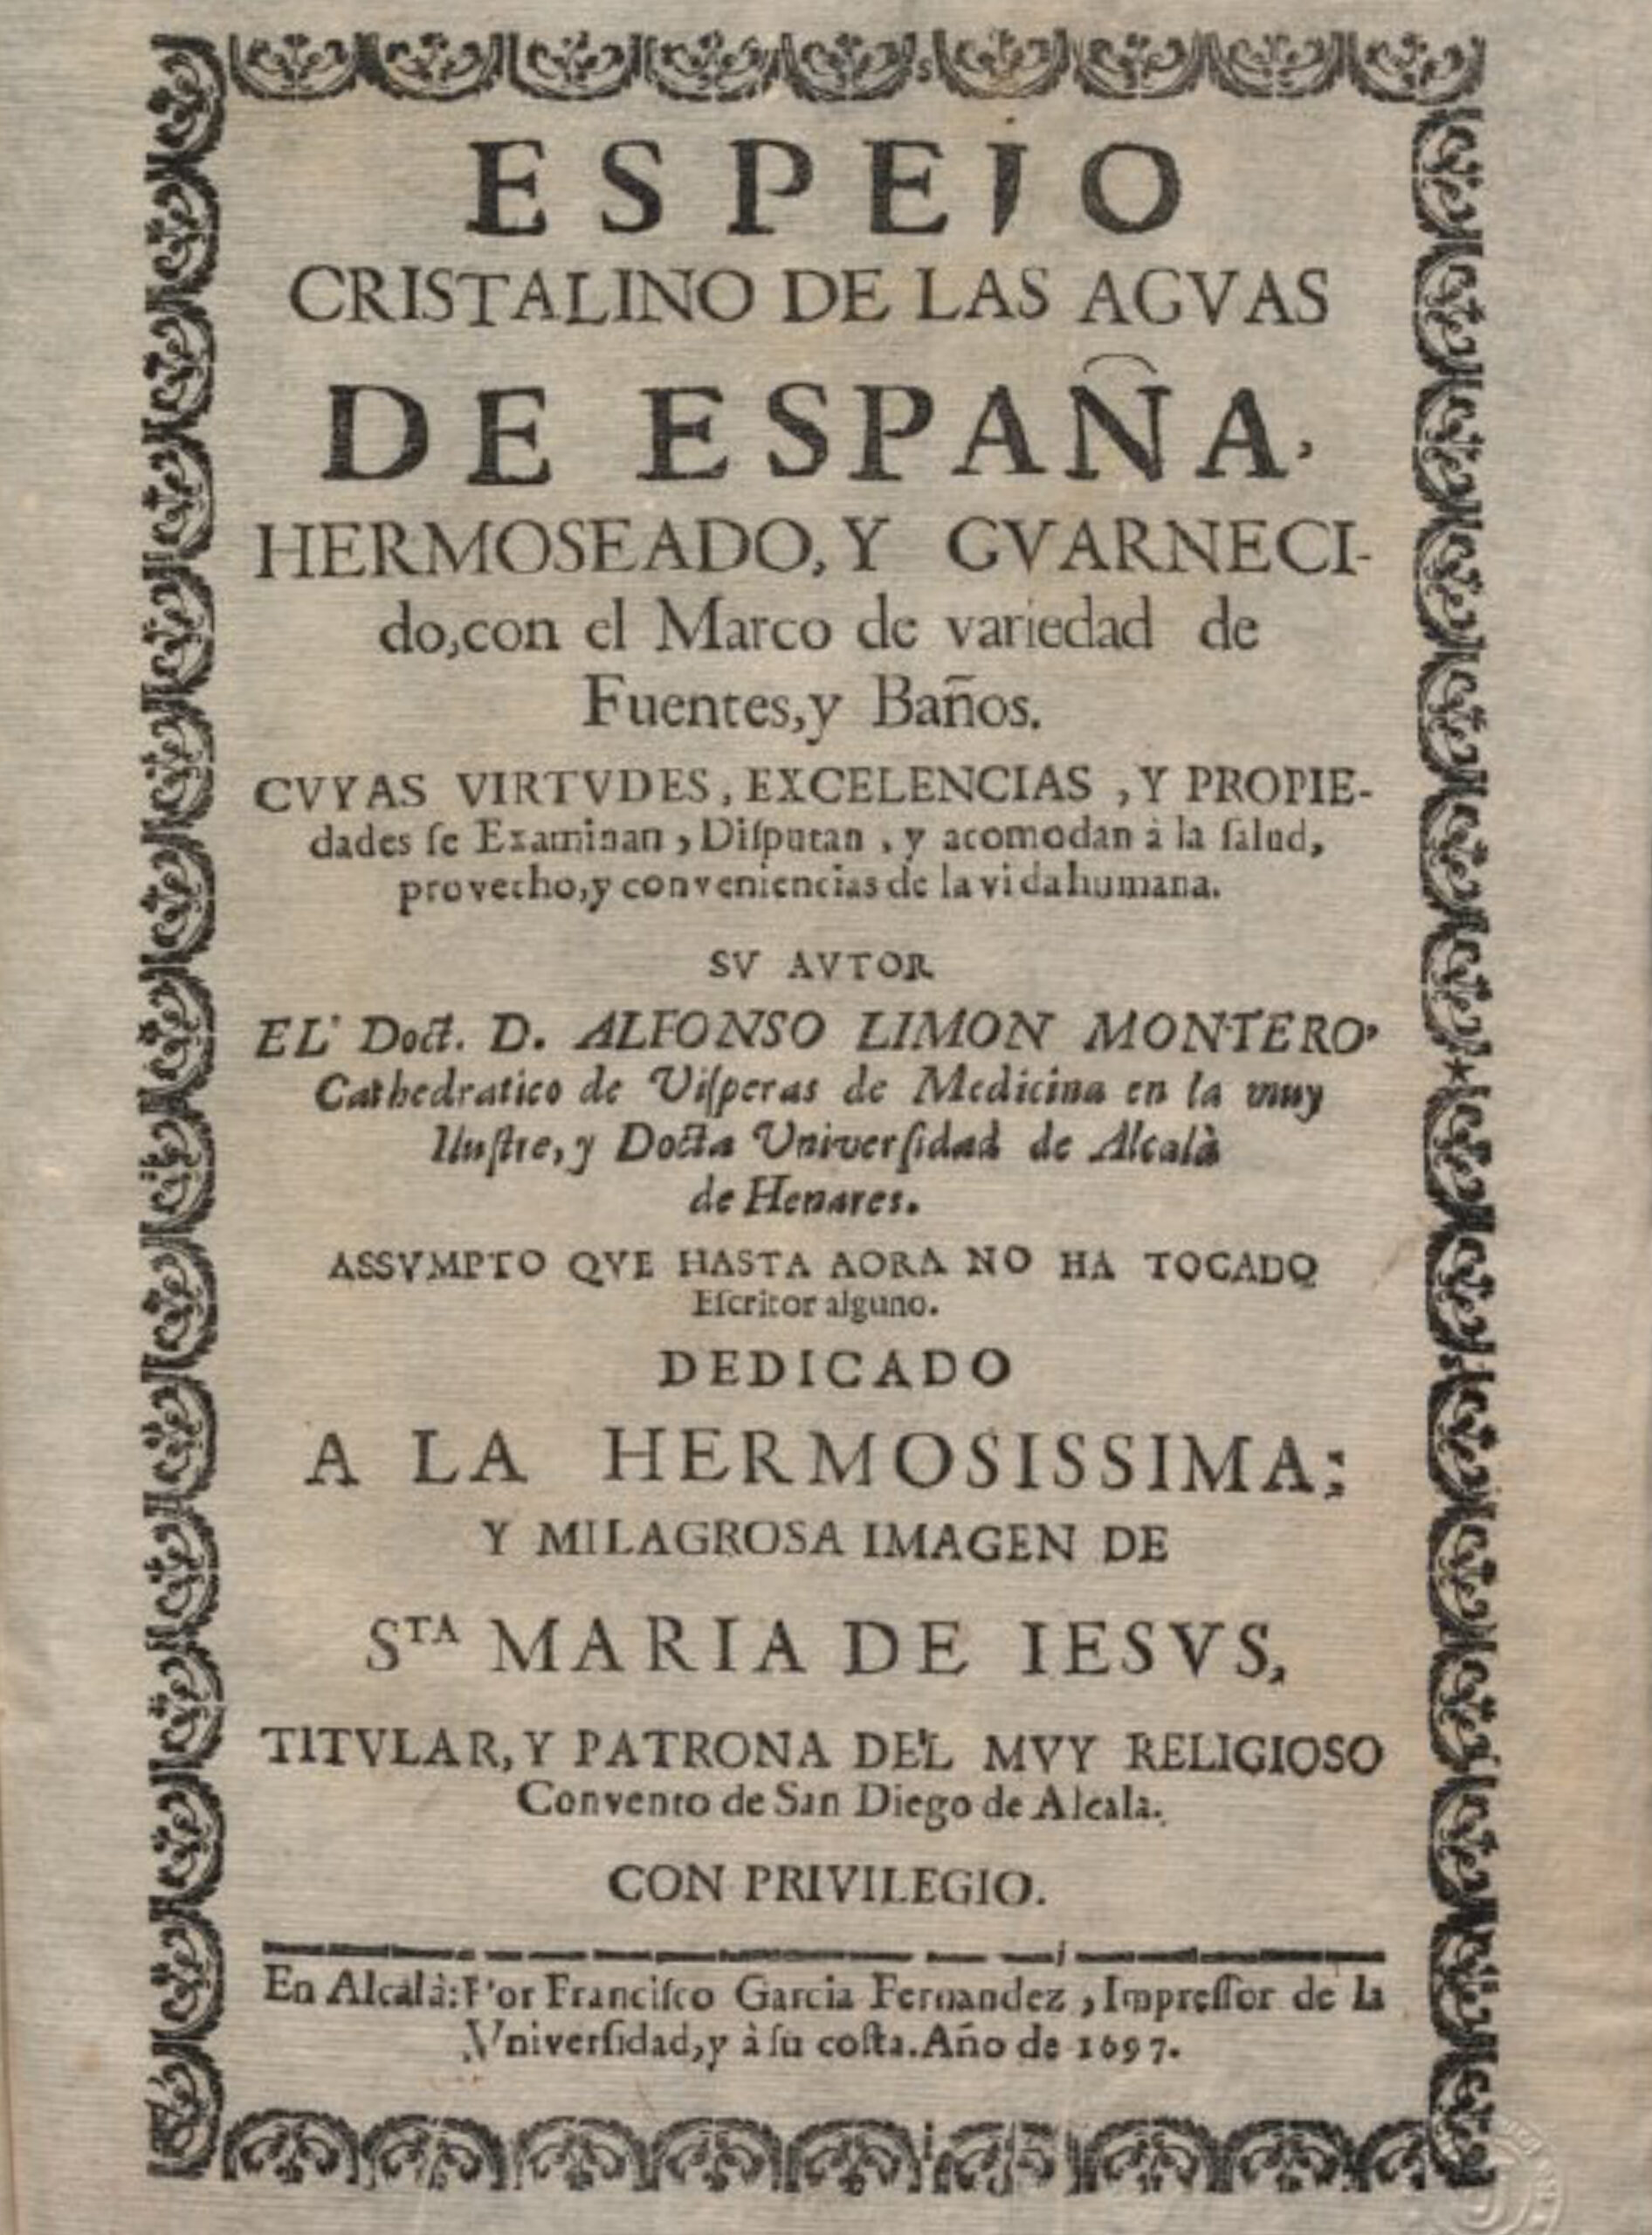 ESPEJO
CRISTALINO DE LAS AGVAS
DE ESPAÑA,
HERMOSEADO, Y GVARNECI-
do,con el Marco de variedad de
Fuentes,y Baños.
CVYAS VIRTVDES, EXCELENCIAS, Y PROPIE-
dades ſe Examinan, Diſputan, y acomodan à la ſalud,
provecho,y conveniencias de la vida humana.
SV AVTOR
EL Doct. D. ALFONSO LIMON MONTERO,
Cathedratico de Viſperas de Medicina en la muy
Iluſtre, y Docta Univerſidad de Alcalà
de Henares.
ASSVMPTO QVE HASTA AORA NO HA TOCADO
Eſcritor alguno.
DEDICADO
A LA HERMOSISSIMA;
Y MILAGROSA IMAGEN DE
STA MARIA DE IESVS,
TITVLAR, Y PATRONA DEL MVY RELIGIOSO
Convento de San Diego de Alcalà.
CON PRIVILEGIO.
En Alcalà: Por Franciſco Garcia Fernandez, Impreſſor de la
Vniverſidad,y à ſu coſta. Año de 1697.